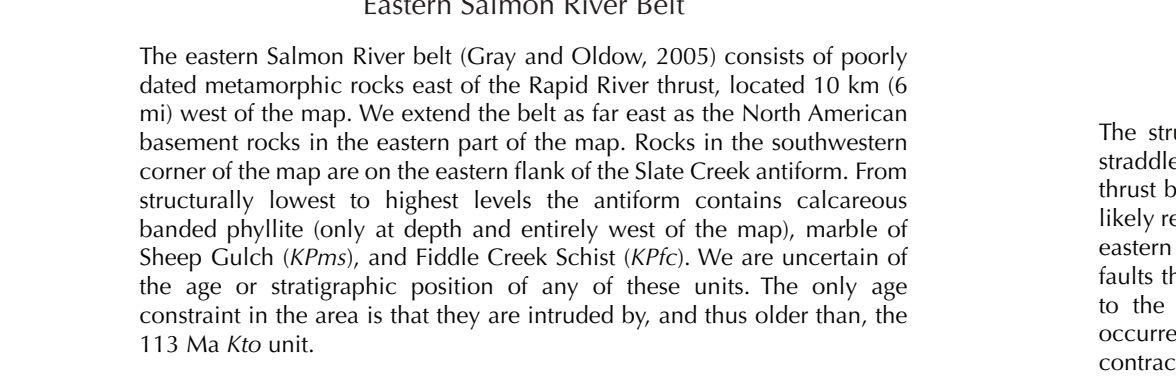 Eastern Salmon River Belt
The eastern Salmon River belt (Gray and Oldow, 2005) consists of poorly
dated metamorphic rocks east of the Rapid River thrust, located 10 km (6
mi) west of the map. We extend the belt as far east as the North American
basement rocks in the eastern part of the map. Rocks in the southwestern
corner of the map are on the eastern flank of the Slate Creek antiform. From
structurally lowest to highest levels the antiform contains calcareous
banded phyllite (only at depth and entirely west of the map), marble of
Sheep Gulch (KPms), and Fiddle Creek Schist (KPfc). We are uncertain of
the age or stratigraphic position of any of these units. The only age
constraint in the area is that they are intruded by, and thus older than, the
113 Ma Kto unit.
The
straddle
thrust
likely
eastern
faults
to the